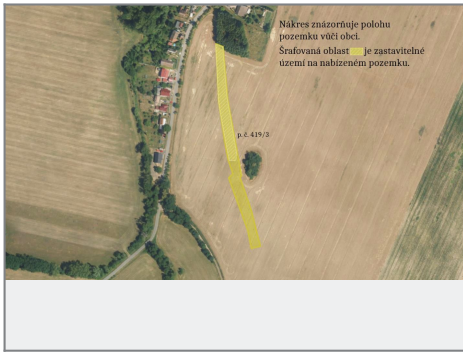 Nákres znázorňuje polohu
pozemku vůči obci.
Šrafovaná oblast je zastavitelné
území na nabízeném pozemku.
p. č. 419/3